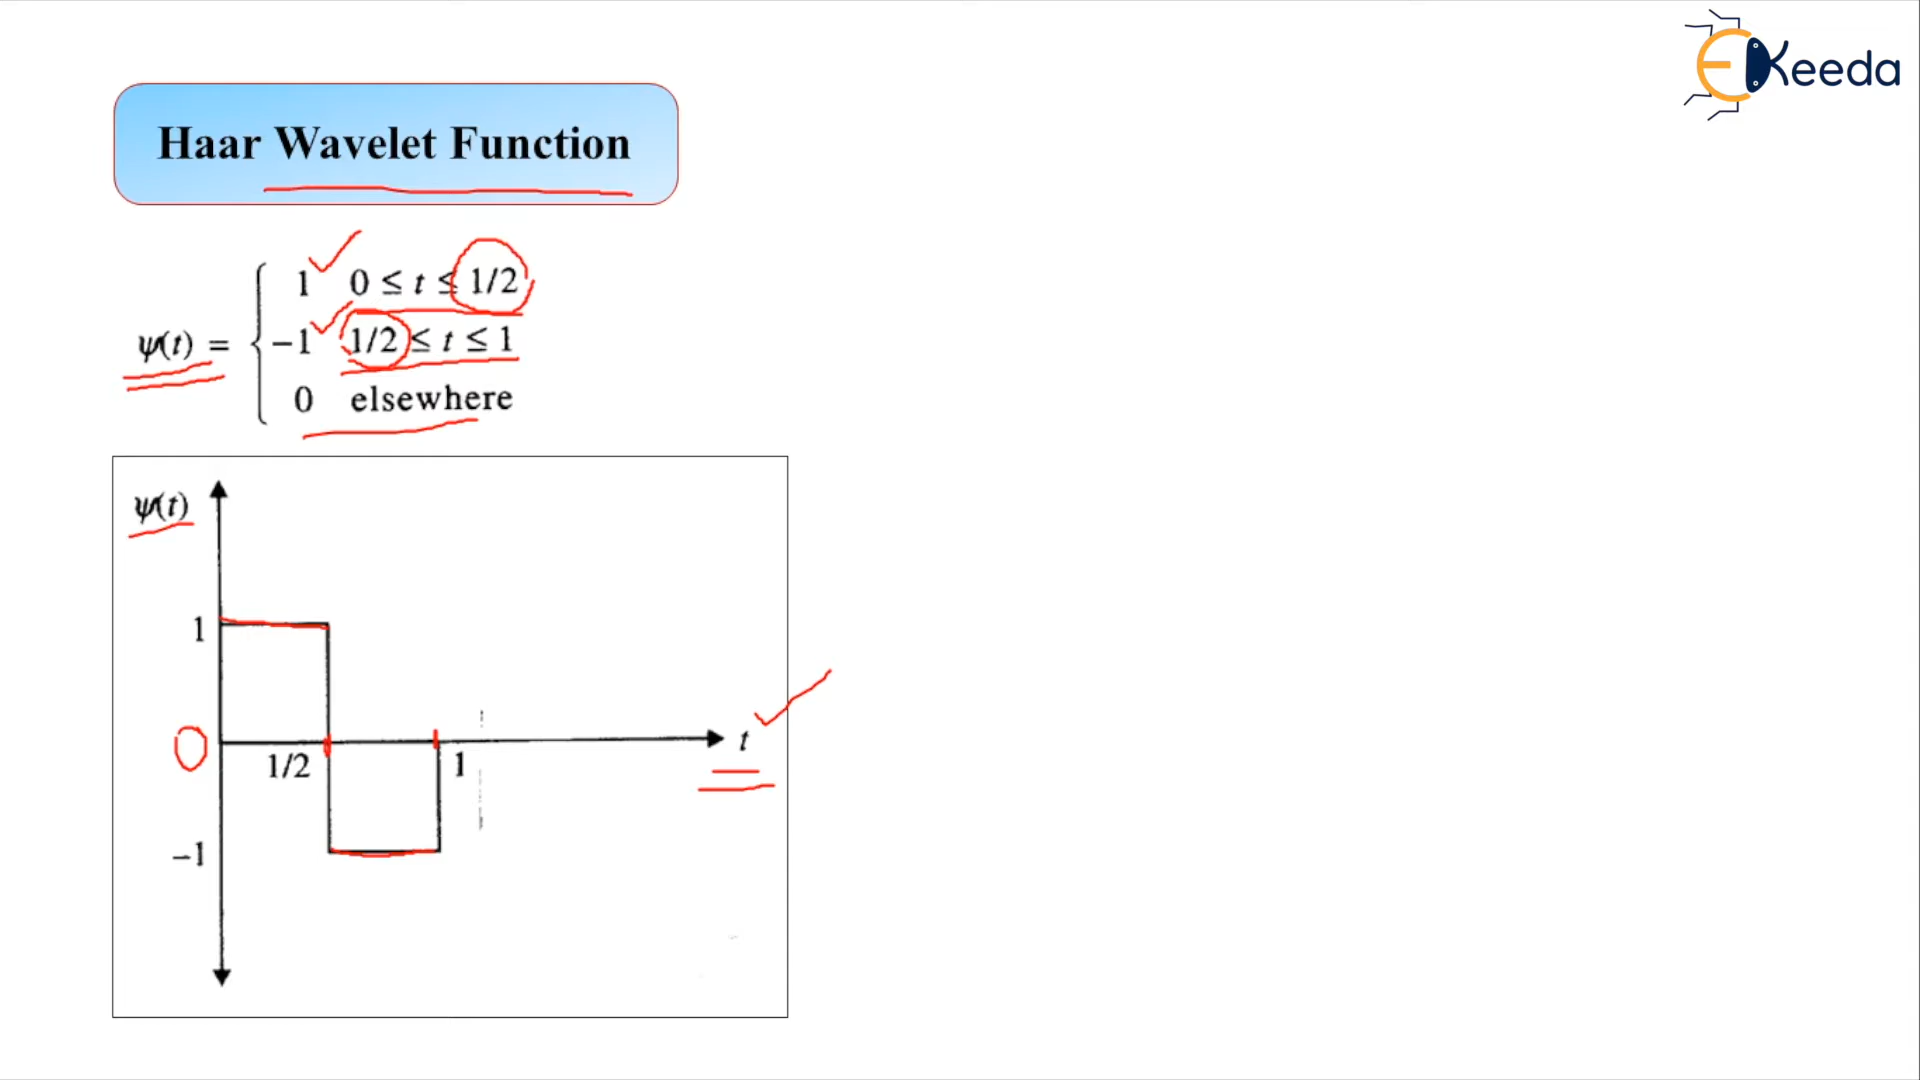 EKeeda
Haar Wavelet Function
1 0 ≤ t ≤ 1/2
ψ(t) = { −1 1/2 ≤ t ≤ 1
0 elsewhere
ψ(t)
1
0
1/2 1 t
−1